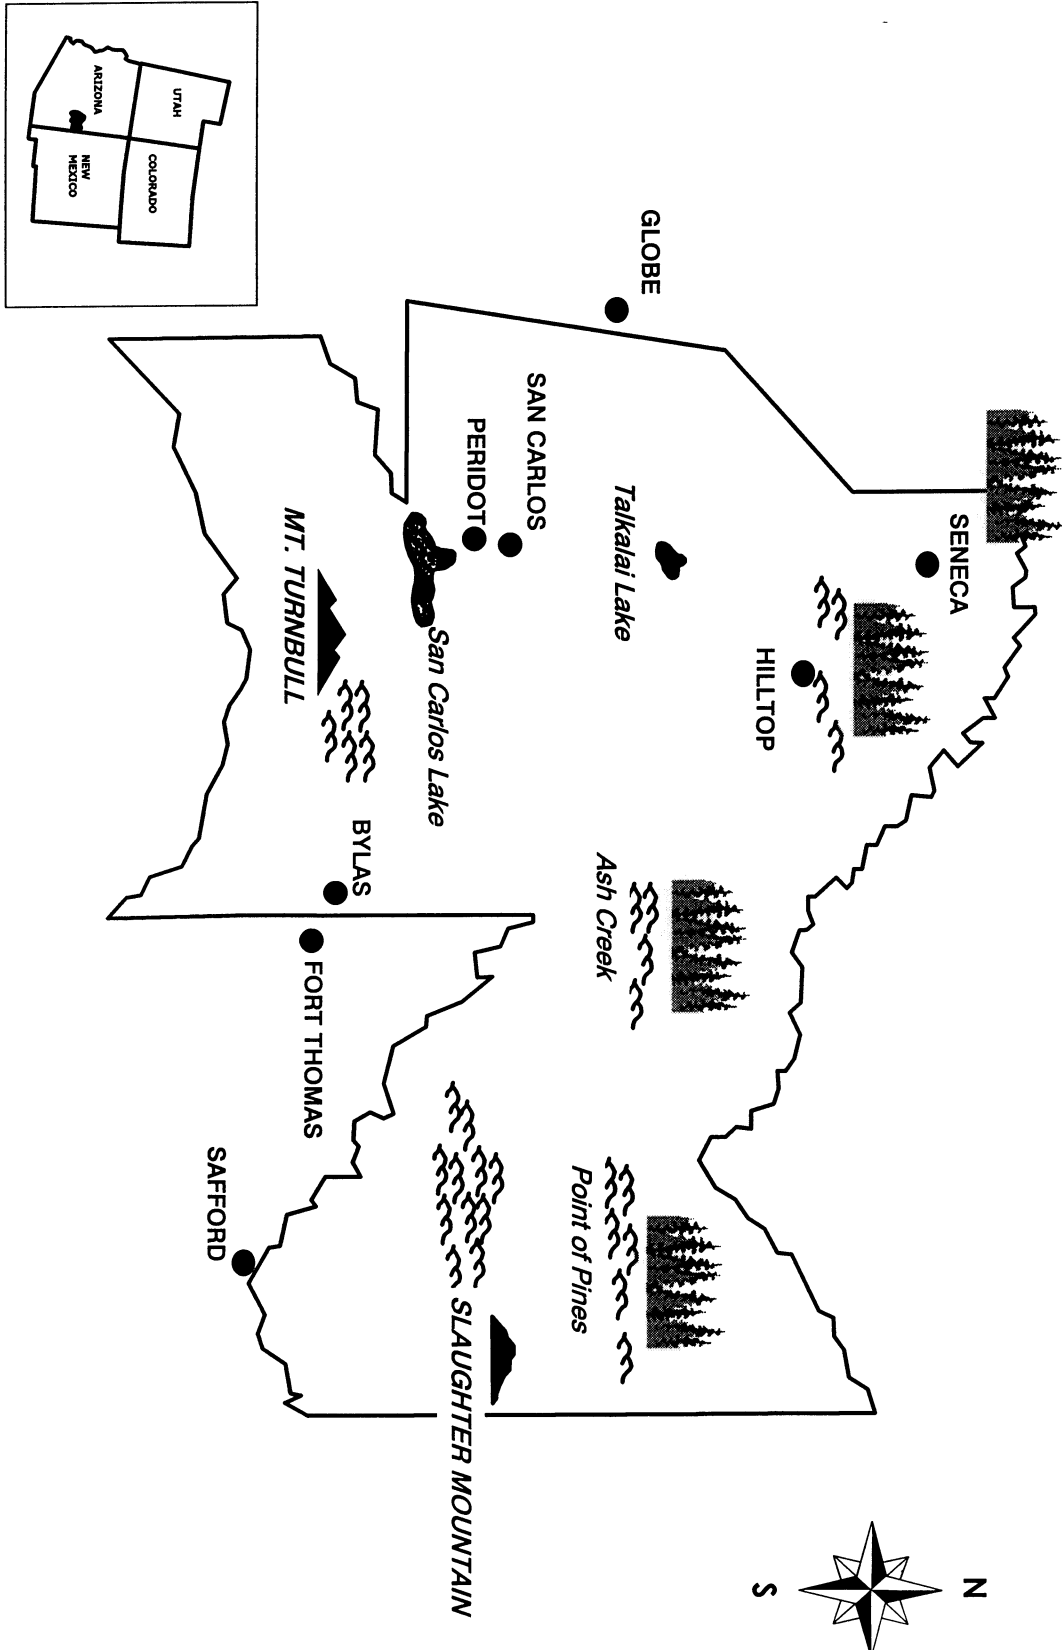 N
S
SENECA
HILLTOP
GLOBE
Talkalai Lake
Ash Creek
Point of Pines
SAN CARLOS
PERIDOT
San Carlos Lake
SLAUGHTER MOUNTAIN
MT. TURNBULL
BYLAS
FORT THOMAS
SAFFORD
UTAH
COLORADO
ARIZONA
NEW
MEXICO